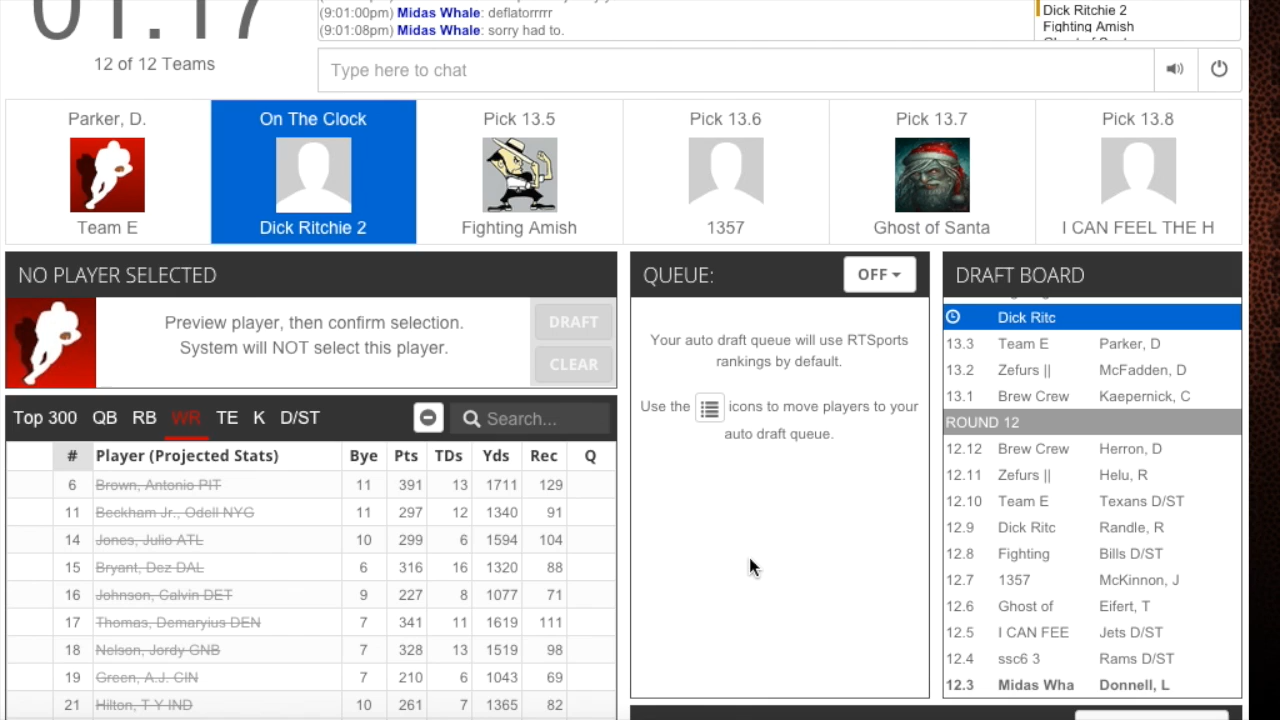 01:17
12 of 12 Teams
(9:01:00pm) Midas Whale: deflatorrrrr
(9:01:08pm) Midas Whale: sorry had to.
Dick Ritchie 2
Fighting Amish
Type here to chat
Parker, D.
Team E
On The Clock
Dick Ritchie 2
Pick 13.5
Fighting Amish
Pick 13.6
1357
Pick 13.7
Ghost of Santa
Pick 13.8
I CAN FEEL THE H
NO PLAYER SELECTED
Preview player, then confirm selection.
System will NOT select this player.
DRAFT
CLEAR
Top 300 QB RB WR TE K D/ST Search...
# Player (Projected Stats) Bye Pts TDs Yds Rec Q
6 Brown, Antonio PIT 11 391 13 1711 129
11 Beckham Jr., Odell NYG 11 297 12 1340 91
14 Jones, Julio ATL 10 299 6 1594 104
15 Bryant, Dez DAL 6 316 16 1320 88
16 Johnson, Calvin DET 9 227 8 1077 71
17 Thomas, Demaryius DEN 7 341 11 1619 111
18 Nelson, Jordy GNB 7 328 13 1519 98
19 Green, A.J. CIN 7 210 6 1043 69
21 Hilton, T Y IND 10 261 7 1365 82
QUEUE: OFF
Your auto draft queue will use RTSports
rankings by default.
Use the icons to move players to your
auto draft queue.
DRAFT BOARD
Dick Ritc
13.3 Team E Parker, D
13.2 Zefurs || McFadden, D
13.1 Brew Crew Kaepernick, C
ROUND 12
12.12 Brew Crew Herron, D
12.11 Zefurs || Helu, R
12.10 Team E Texans D/ST
12.9 Dick Ritc Randle, R
12.8 Fighting Bills D/ST
12.7 1357 McKinnon, J
12.6 Ghost of Eifert, T
12.5 I CAN FEE Jets D/ST
12.4 ssc6 3 Rams D/ST
12.3 Midas Wha Donnell, L